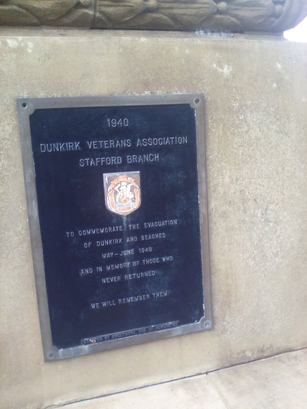 1940
DUNKIRK VETERANS ASSOCIATION
STAFFORD BRANCH
TO COMMEMORATE THE EVACUATION
OF DUNKIRK AND BEACHES
MAY-JUNE 1940
AND IN MEMORY OF THOSE WHO
NEVER RETURNED
WE WILL REMEMBER THEM